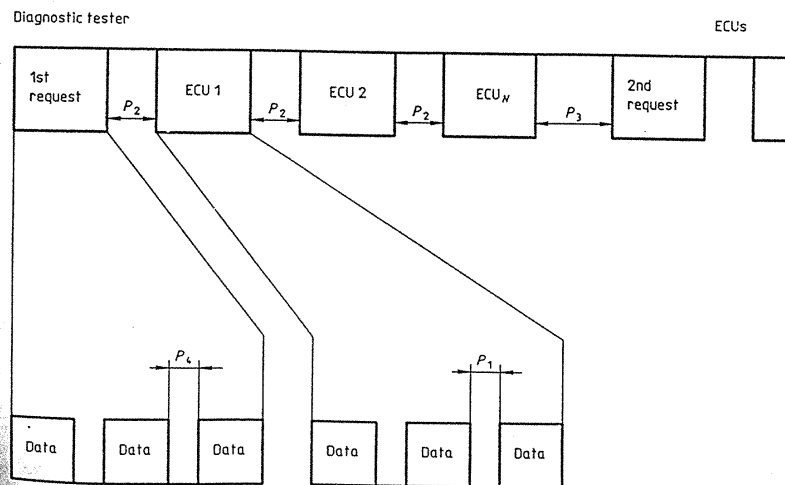 Diagnostic tester
ECUs
1st
request
P2
ECU 1
P2
ECU 2
P2
ECUN
P3
2nd
request
P4
P1
Data
Data
Data
Data
Data
Data